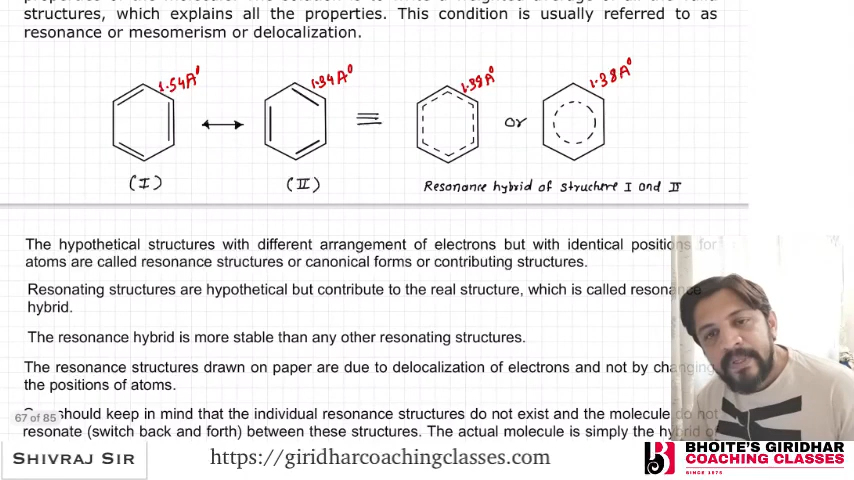 structures, which explains all the properties. This condition is usually referred to as
resonance or mesomerism or delocalization.
1.54A°
1.34A°
1.39A°
1.38A°
or
(I)
(II)
Resonance hybrid of structure I and II
The hypothetical structures with different arrangement of electrons but with identical positions for
atoms are called resonance structures or canonical forms or contributing structures.
Resonating structures are hypothetical but contribute to the real structure, which is called resonance
hybrid.
The resonance hybrid is more stable than any other resonating structures.
The resonance structures drawn on paper are due to delocalization of electrons and not by changing
the positions of atoms.
67 of 85
should keep in mind that the individual resonance structures do not exist and the molecule do not
resonate (switch back and forth) between these structures. The actual molecule is simply the hybrid of
SHIVRAJ SIR
https://giridharcoachingclasses.com
BHOITE'S GIRIDHAR
COACHING CLASSES
SINCE 1975